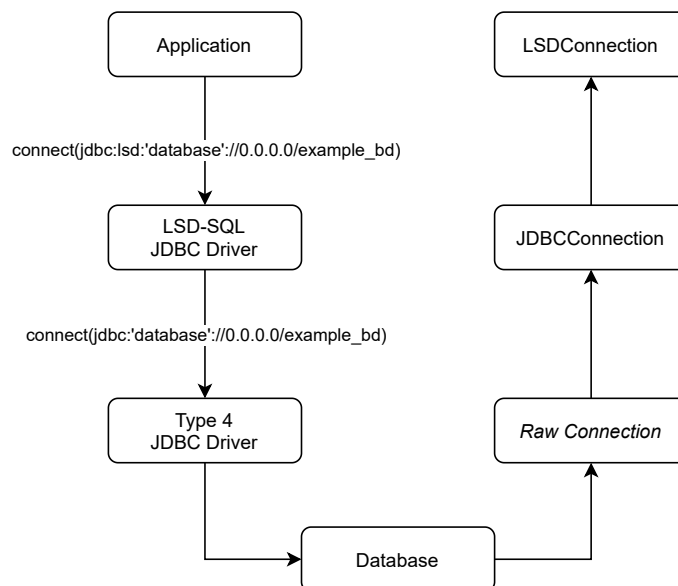 Application
LSDConnection
connect(jdbc:lsd:'database'://0.0.0.0/example_bd)
LSD-SQL
JDBC Driver
JDBCConnection
connect(jdbc:'database'://0.0.0.0/example_bd)
Type 4
JDBC Driver
Raw Connection
Database